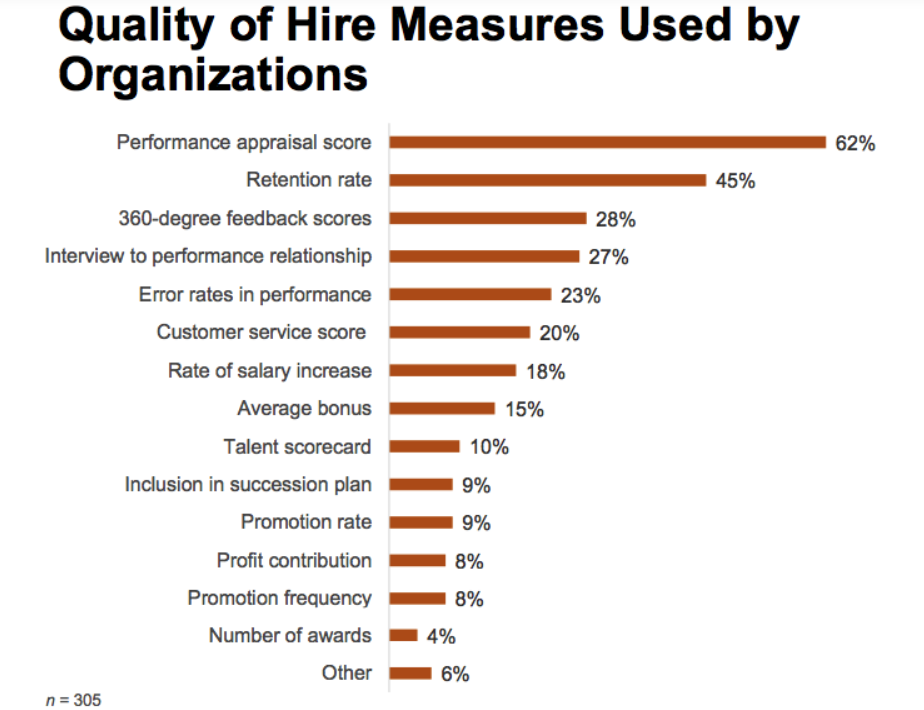 Quality of Hire Measures Used by
Organizations
Performance appraisal score 62%
Retention rate 45%
360-degree feedback scores 28%
Interview to performance relationship 27%
Error rates in performance 23%
Customer service score 20%
Rate of salary increase 18%
Average bonus 15%
Talent scorecard 10%
Inclusion in succession plan 9%
Promotion rate 9%
Profit contribution 8%
Promotion frequency 8%
Number of awards 4%
Other 6%
n = 305